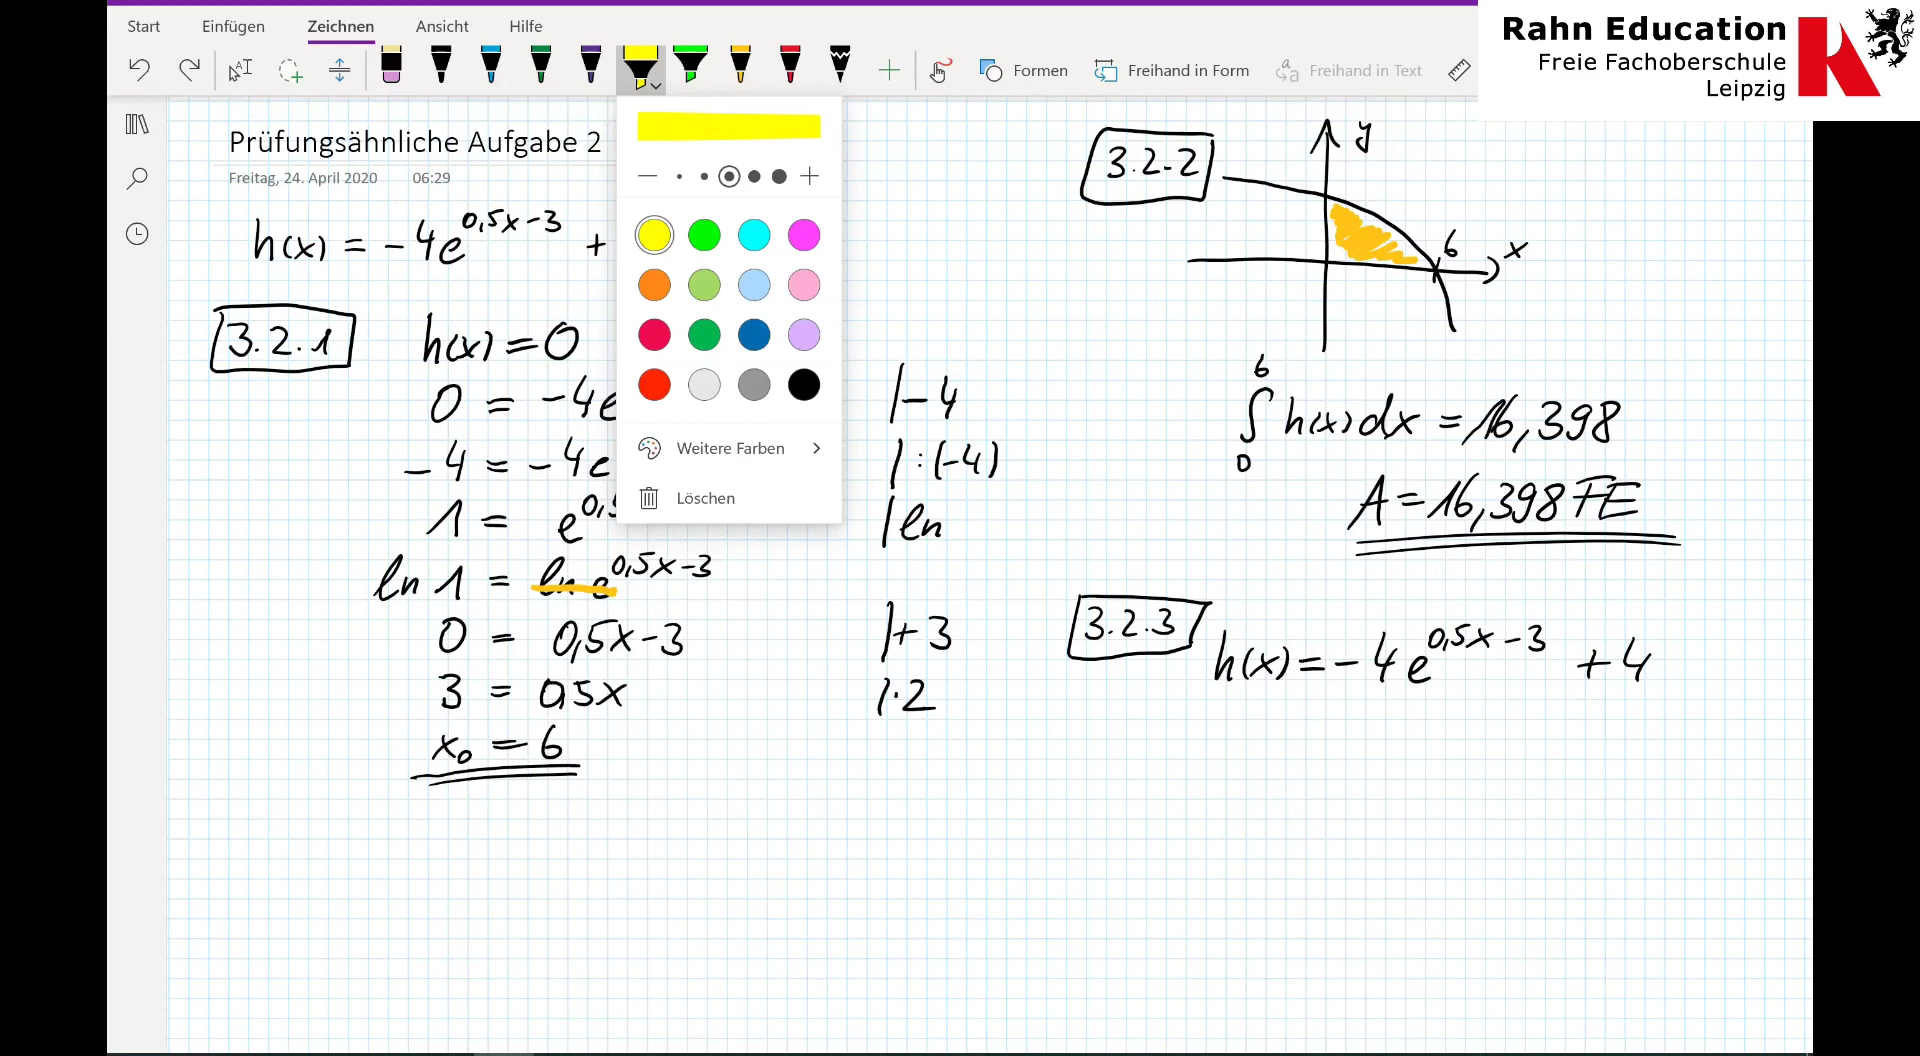 Start Einfügen Zeichnen Ansicht Hilfe
Formen Freihand in Form Freihand in Text
Rahn Education
Freie Fachoberschule
Leipzig
Prüfungsähnliche Aufgabe 2
Freitag, 24. April 2020 06:29
h(x) = -4e^0,5x-3 +
3.2.1
h(x) = 0
0 = -4e |-4
-4 = -4e |:(-4)
1 = e^0,5 |ln
ln 1 = ln e^0,5x-3
0 = 0,5x-3 |+3
3 = 0,5x |·2
x₀ = 6
Weitere Farben
Löschen
3.2.2
y
6 x
∫₀⁶ h(x)dx = 16,398
A = 16,398 FE
3.2.3
h(x) = -4e^0,5x-3 +4